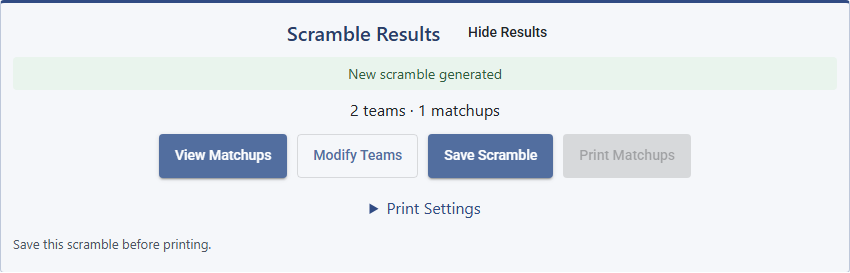 Scramble Results Hide Results
New scramble generated
2 teams · 1 matchups
View Matchups Modify Teams Save Scramble Print Matchups
▶ Print Settings
Save this scramble before printing.